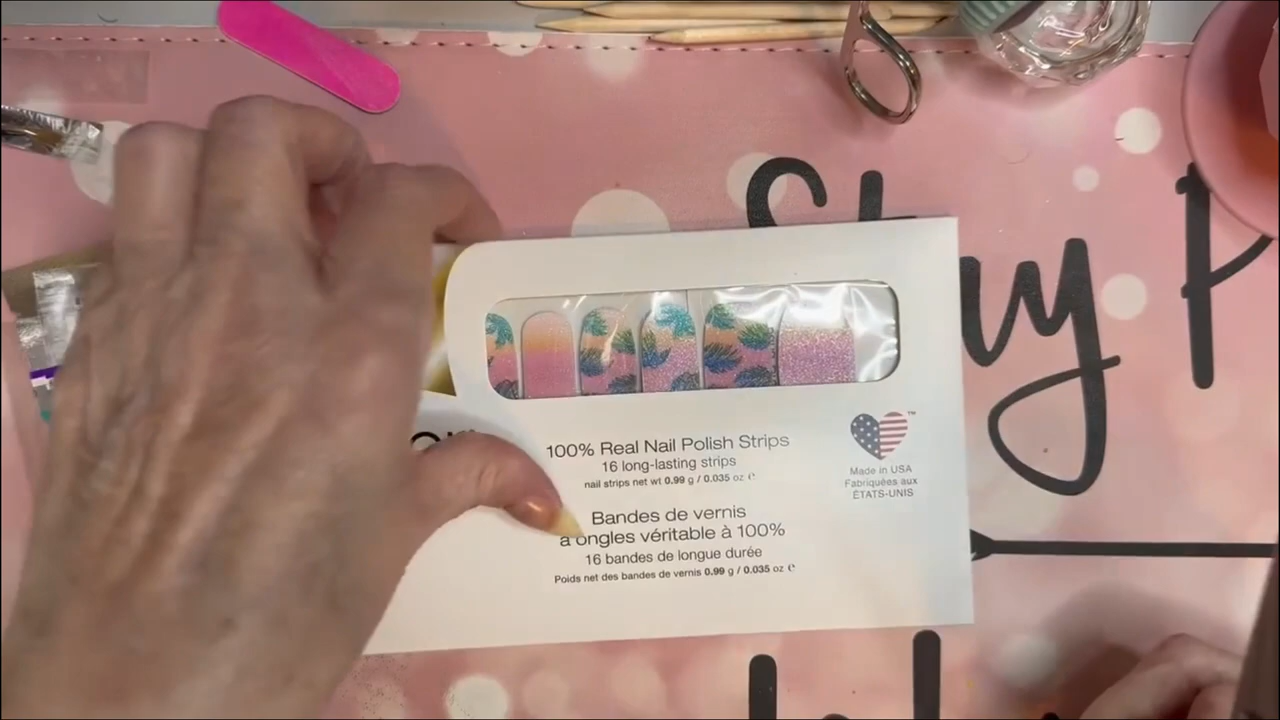 Stay P
100% Real Nail Polish Strips
16 long-lasting strips
nail strips net wt 0.99 g / 0.035 oz ℮
Bandes de vernis
à ongles véritable à 100%
16 bandes de longue durée
Poids net des bandes de vernis 0.99 g / 0.035 oz ℮
™
Made in USA
Fabriquées aux
ÉTATS-UNIS